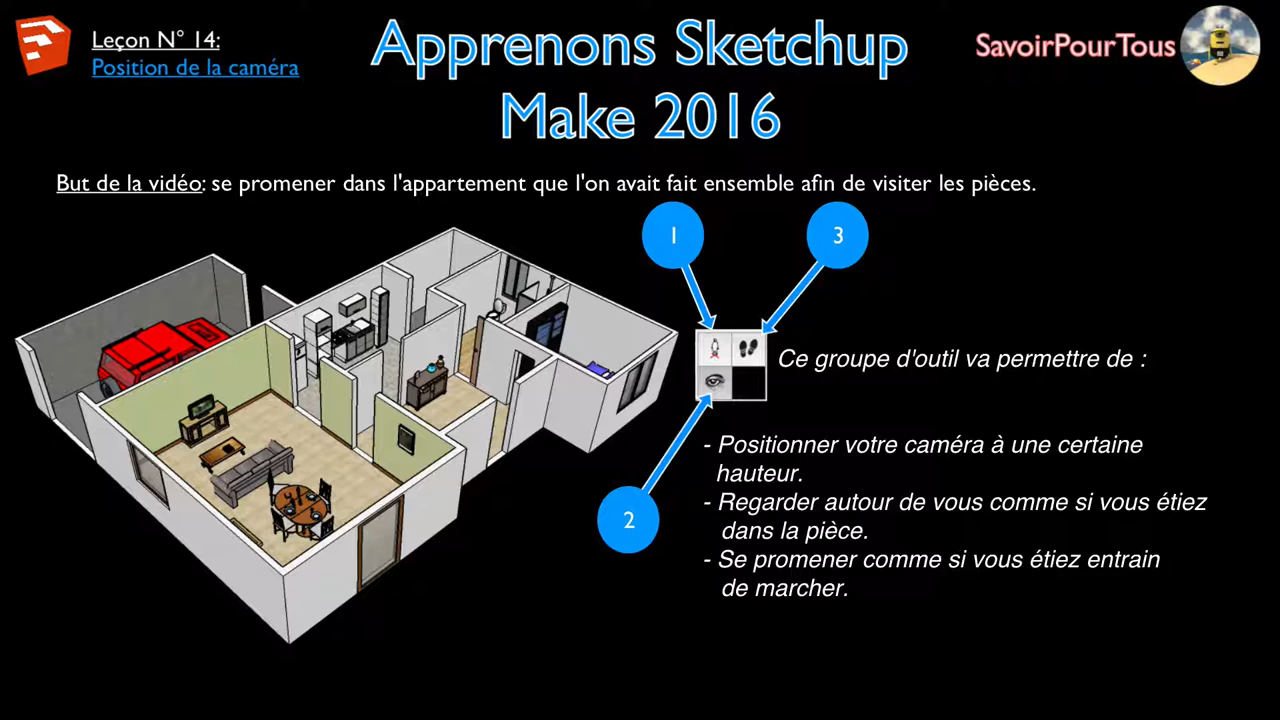 Leçon N° 14:
Position de la caméra
Apprenons Sketchup
Make 2016
SavoirPourTous
But de la vidéo: se promener dans l'appartement que l'on avait fait ensemble afin de visiter les pièces.
1
3
Ce groupe d'outil va permettre de :
- Positionner votre caméra à une certaine
hauteur.
- Regarder autour de vous comme si vous étiez
dans la pièce.
- Se promener comme si vous étiez entrain
de marcher.
2